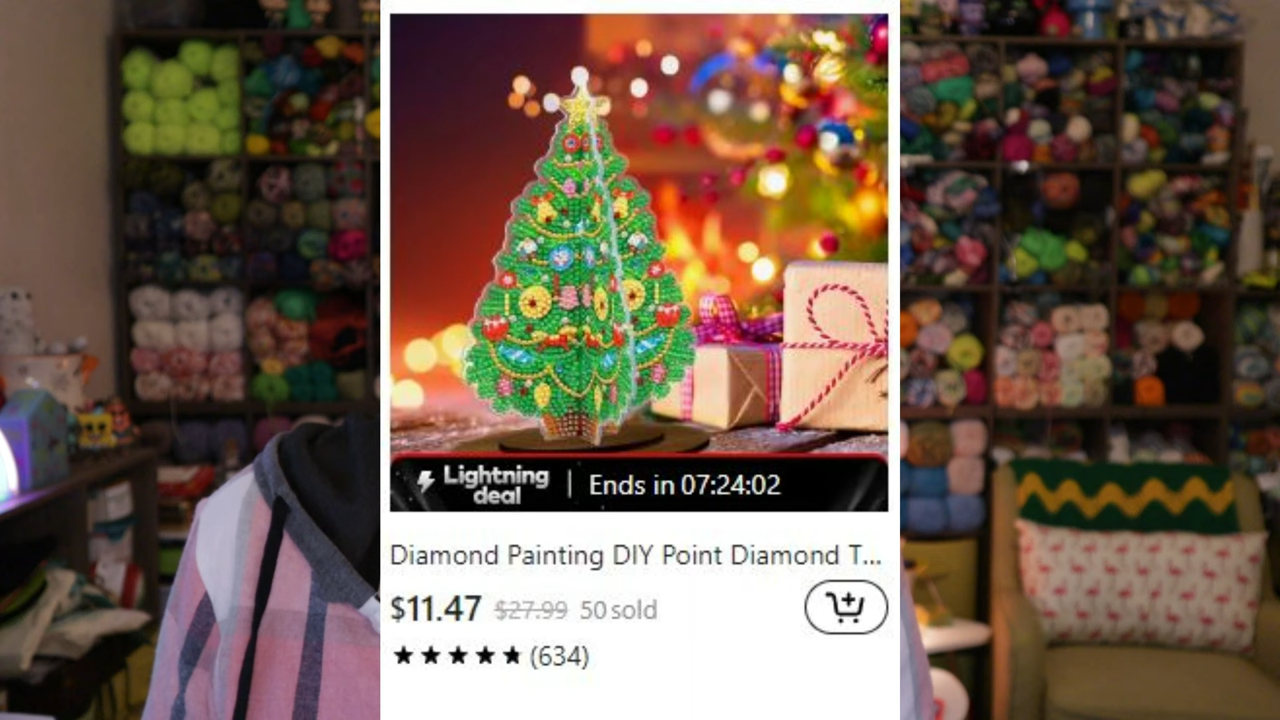 Lightning
deal
Ends in 07:24:02
Diamond Painting DIY Point Diamond T...
$11.47 $27.99 50 sold
(634)